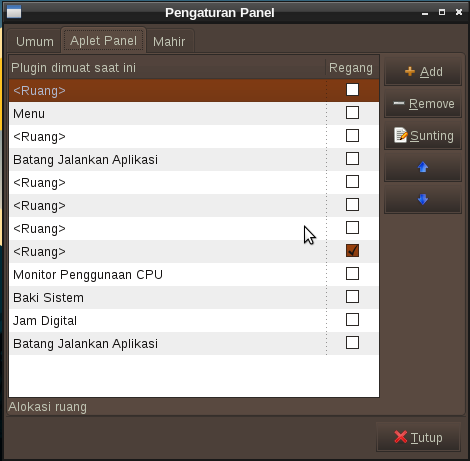 Pengaturan Panel
Umum Aplet Panel Mahir
Plugin dimuat saat ini Regang
<Ruang>
Menu
<Ruang>
Batang Jalankan Aplikasi
<Ruang>
<Ruang>
<Ruang>
<Ruang>
Monitor Penggunaan CPU
Baki Sistem
Jam Digital
Batang Jalankan Aplikasi
Add
Remove
Sunting
Alokasi ruang
Tutup